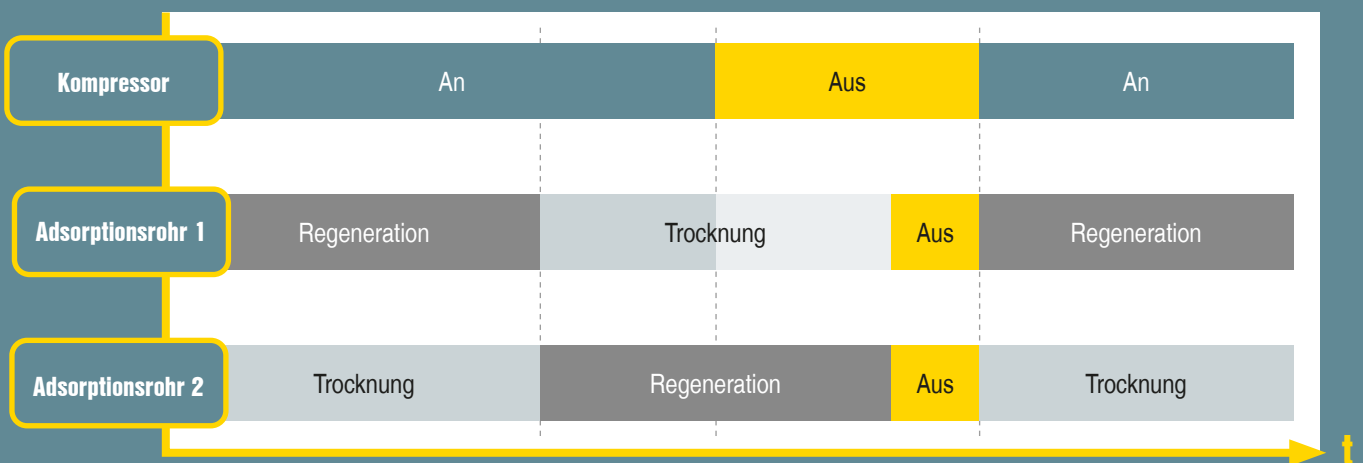 Kompressor An Aus An
Adsorptionsrohr 1 Regeneration Trocknung Aus Regeneration
Adsorptionsrohr 2 Trocknung Regeneration Aus Trocknung
t